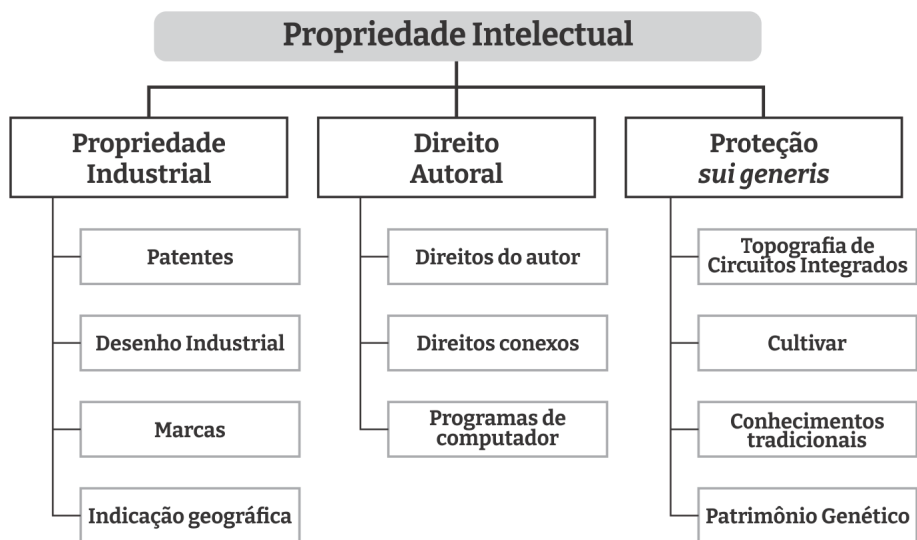 Propriedade Intelectual
Propriedade
Industrial
Patentes
Desenho Industrial
Marcas
Indicação geográfica
Direito
Autoral
Direitos do autor
Direitos conexos
Programas de
computador
Proteção
sui generis
Topografia de
Circuitos Integrados
Cultivar
Conhecimentos
tradicionais
Patrimônio Genético